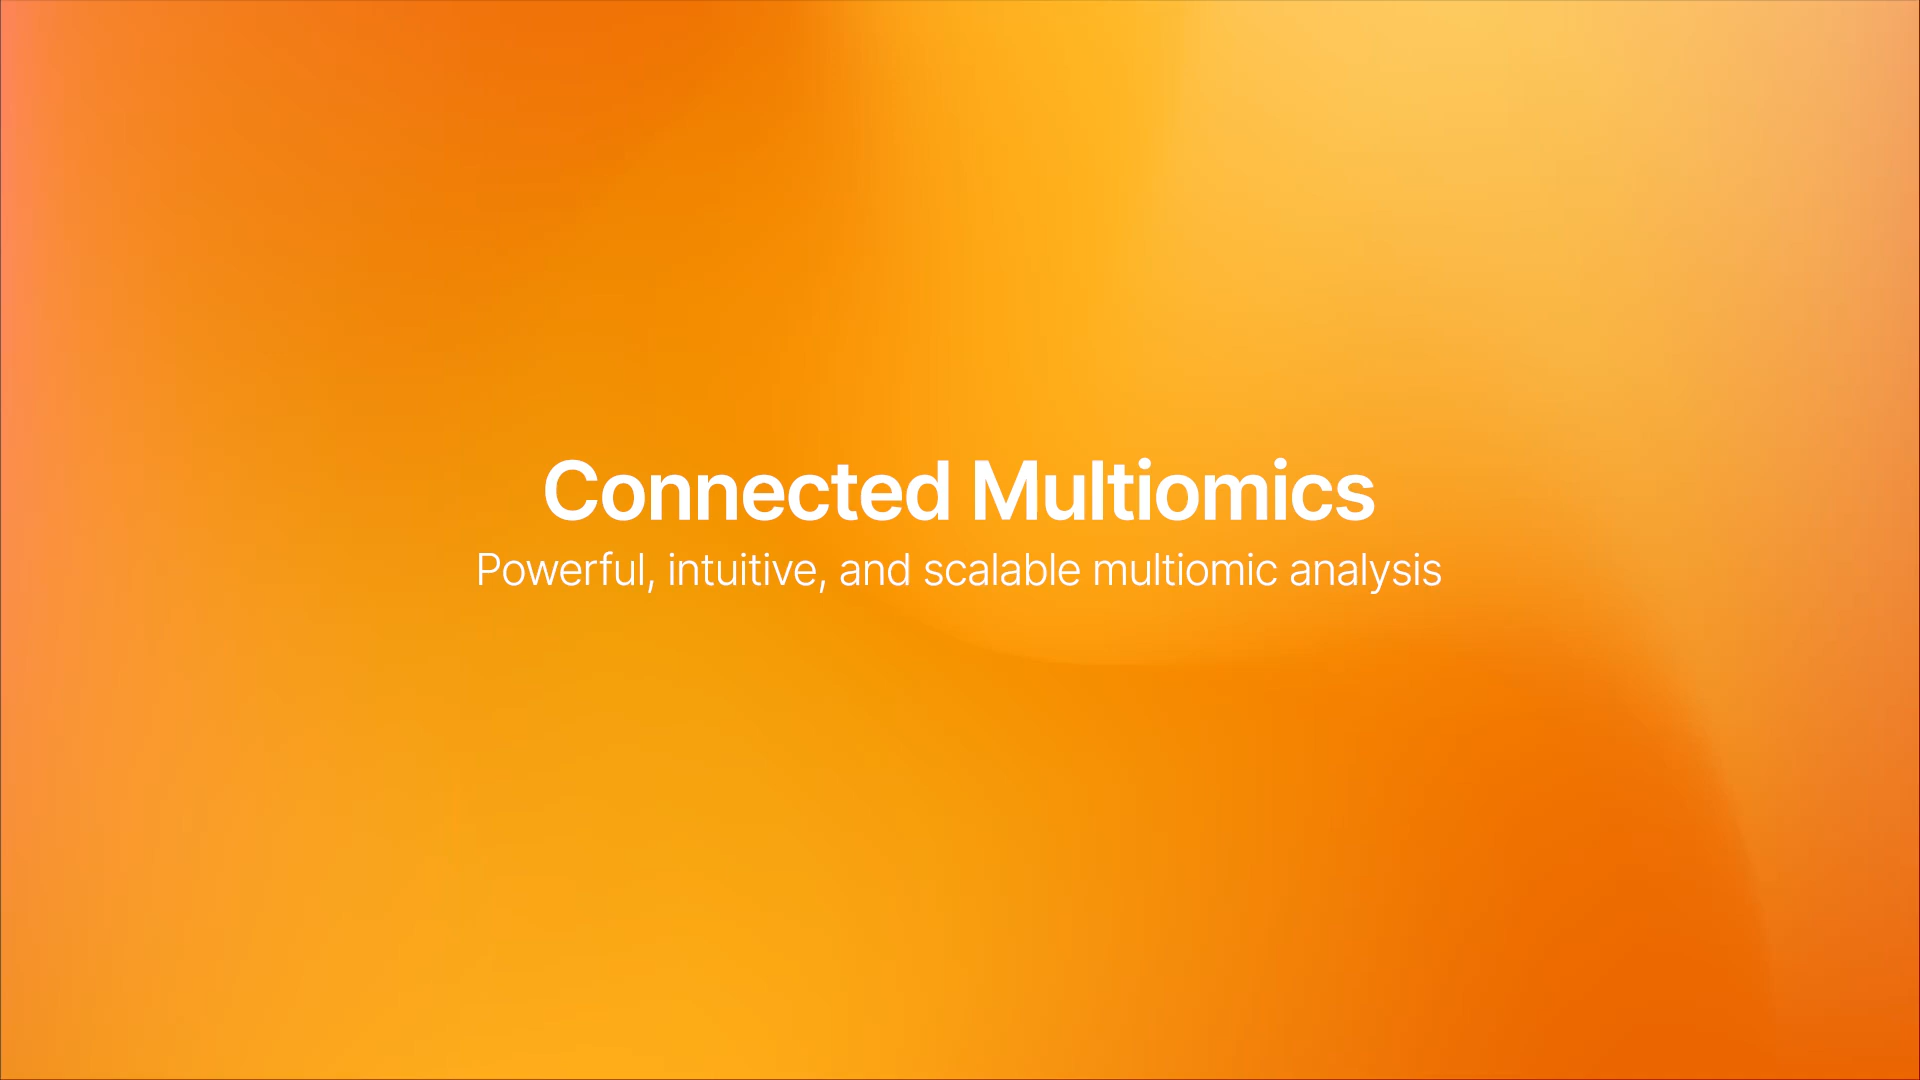 Connected Multiomics
Powerful, intuitive, and scalable multiomic analysis